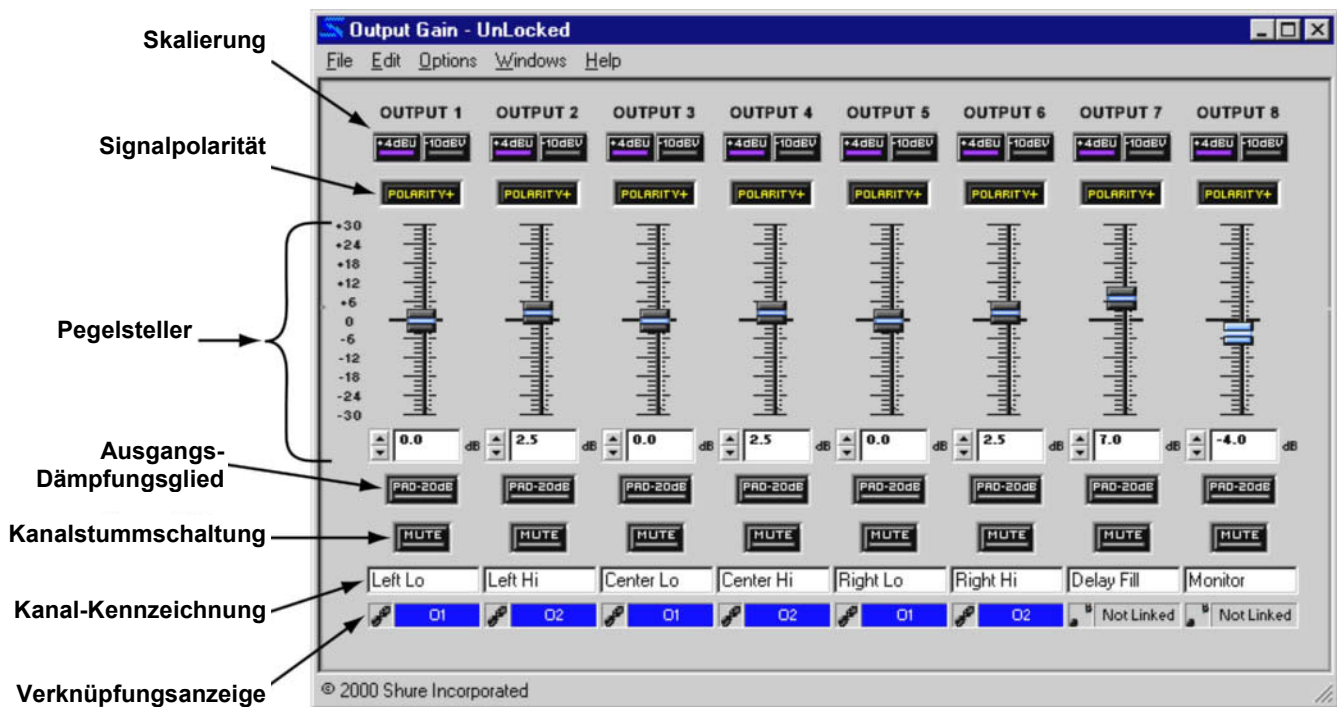 Output Gain - UnLocked
File Edit Options Windows Help
Skalierung
Signalpolarität
Pegelsteller
Ausgangs-
Dämpfungsglied
Kanalstummschaltung
Kanal-Kennzeichnung
Verknüpfungsanzeige
OUTPUT 1 OUTPUT 2 OUTPUT 3 OUTPUT 4 OUTPUT 5 OUTPUT 6 OUTPUT 7 OUTPUT 8
+4dBu -10dBV +4dBu -10dBV +4dBu -10dBV +4dBu -10dBV +4dBu -10dBV +4dBu -10dBV +4dBu -10dBV +4dBu -10dBV
POLARITY+ POLARITY+ POLARITY+ POLARITY+ POLARITY+ POLARITY+ POLARITY+ POLARITY+
+30
+24
+18
+12
+6
0
-6
-12
-18
-24
-30
0.0 dB 2.5 dB 0.0 dB 2.5 dB 0.0 dB 2.5 dB 7.0 dB -4.0 dB
PAD-20dB PAD-20dB PAD-20dB PAD-20dB PAD-20dB PAD-20dB PAD-20dB PAD-20dB
MUTE MUTE MUTE MUTE MUTE MUTE MUTE MUTE
Left Lo Left Hi Center Lo Center Hi Right Lo Right Hi Delay Fill Monitor
O1 O2 O1 O2 O1 O2 Not Linked Not Linked
© 2000 Shure Incorporated